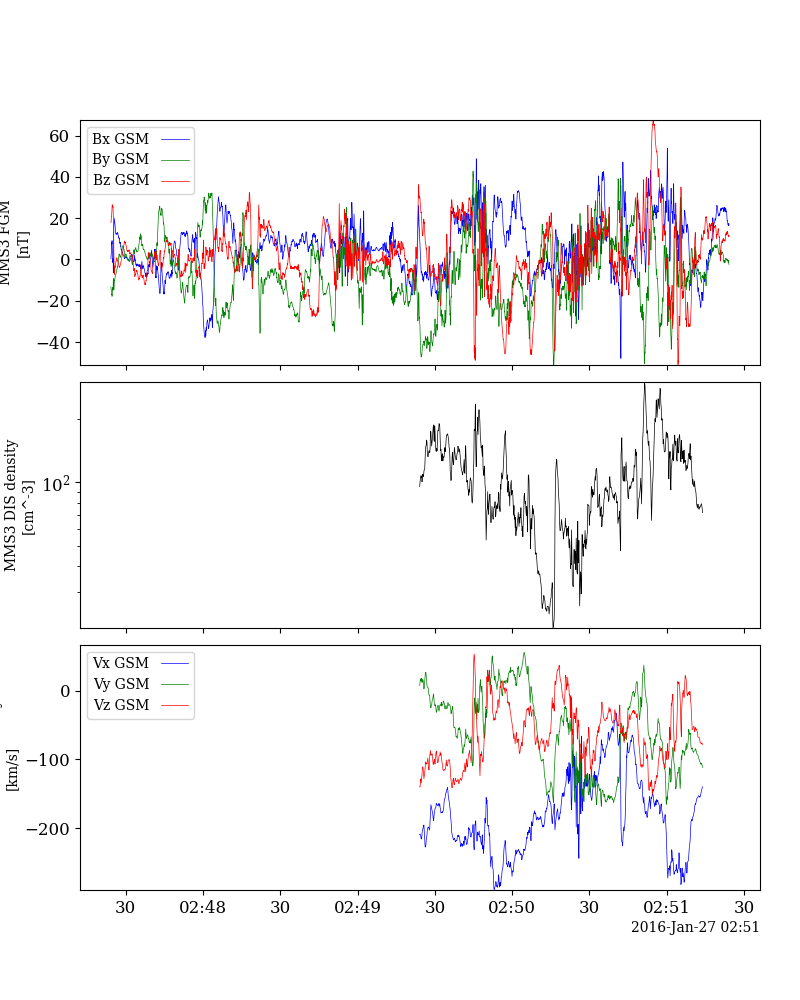 60
40
20
0
−20
−40
MMS3 FGM
[nT]
Bx GSM
By GSM
Bz GSM
10^2
MMS3 DIS density
[cm^-3]
0
−100
−200
[km/s]
Vx GSM
Vy GSM
Vz GSM
30 02:48 30 02:49 30 02:50 30 02:51 30
2016-Jan-27 02:51